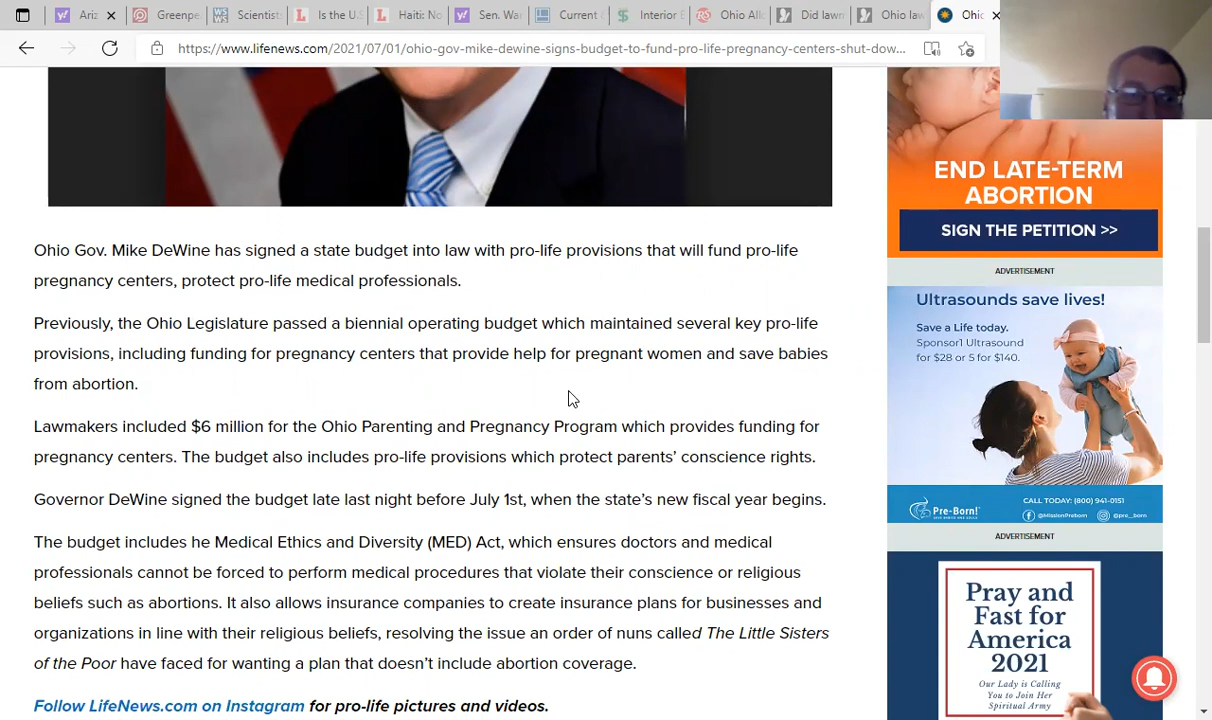 Ariz
Greenpe
Scientists
Is the U.S
Haiti: No
Sen. Wa
Current
Interior
Ohio All
Did lawn
Ohio law
Ohio
https://www.lifenews.com/2021/07/01/ohio-gov-mike-dewine-signs-budget-to-fund-pro-life-pregnancy-centers-shut-dow...
Ohio Gov. Mike DeWine has signed a state budget into law with pro-life provisions that will fund pro-life
pregnancy centers, protect pro-life medical professionals.
Previously, the Ohio Legislature passed a biennial operating budget which maintained several key pro-life
provisions, including funding for pregnancy centers that provide help for pregnant women and save babies
from abortion.
Lawmakers included $6 million for the Ohio Parenting and Pregnancy Program which provides funding for
pregnancy centers. The budget also includes pro-life provisions which protect parents’ conscience rights.
Governor DeWine signed the budget late last night before July 1st, when the state’s new fiscal year begins.
The budget includes he Medical Ethics and Diversity (MED) Act, which ensures doctors and medical
professionals cannot be forced to perform medical procedures that violate their conscience or religious
beliefs such as abortions. It also allows insurance companies to create insurance plans for businesses and
organizations in line with their religious beliefs, resolving the issue an order of nuns called The Little Sisters
of the Poor have faced for wanting a plan that doesn’t include abortion coverage.
Follow LifeNews.com on Instagram for pro-life pictures and videos.
END LATE-TERM
ABORTION
SIGN THE PETITION >>
ADVERTISEMENT
Ultrasounds save lives!
Save a Life today.
Sponsor1 Ultrasound
for $28 or 5 for $140.
Pre-Born!
CALL TODAY: (800) 941-0151
@MissionPreborn
@pre__born
ADVERTISEMENT
Pray and
Fast for
America
2021
Our Lady is Calling
You to Join Her
Spiritual Army